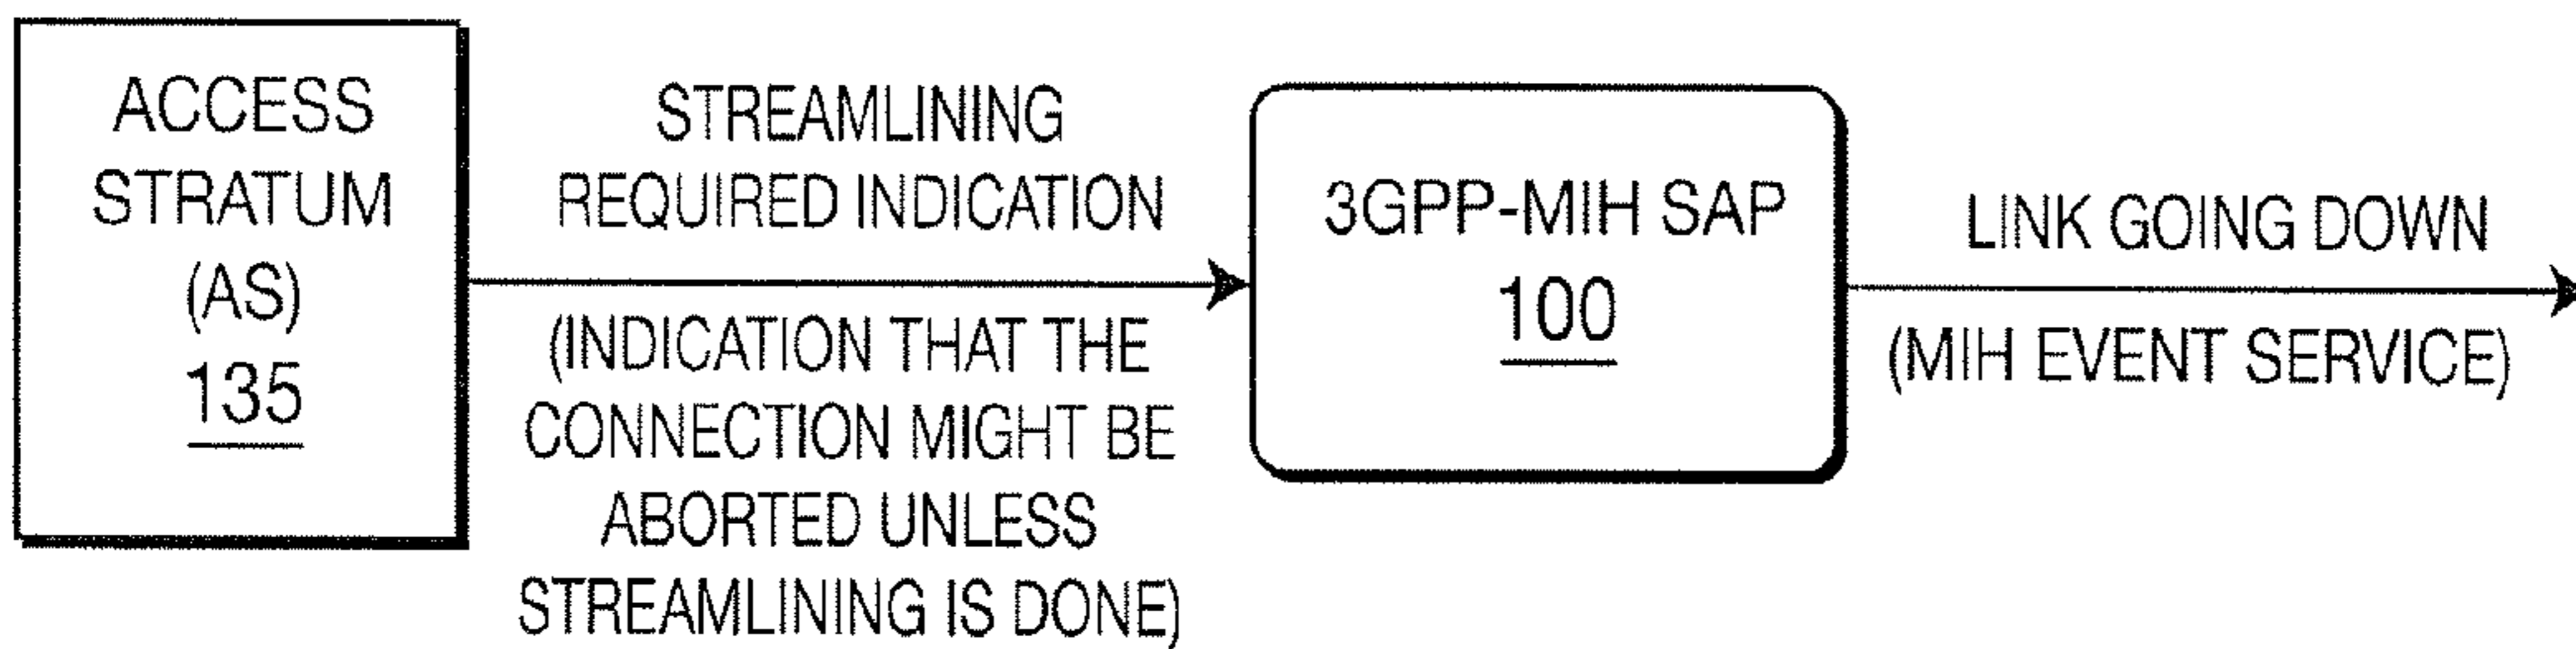 ACCESS
STRATUM
(AS)
135
STREAMLINING
REQUIRED INDICATION
(INDICATION THAT THE
CONNECTION MIGHT BE
ABORTED UNLESS
STREAMLINING IS DONE)
3GPP-MIH SAP
100
LINK GOING DOWN
(MIH EVENT SERVICE)